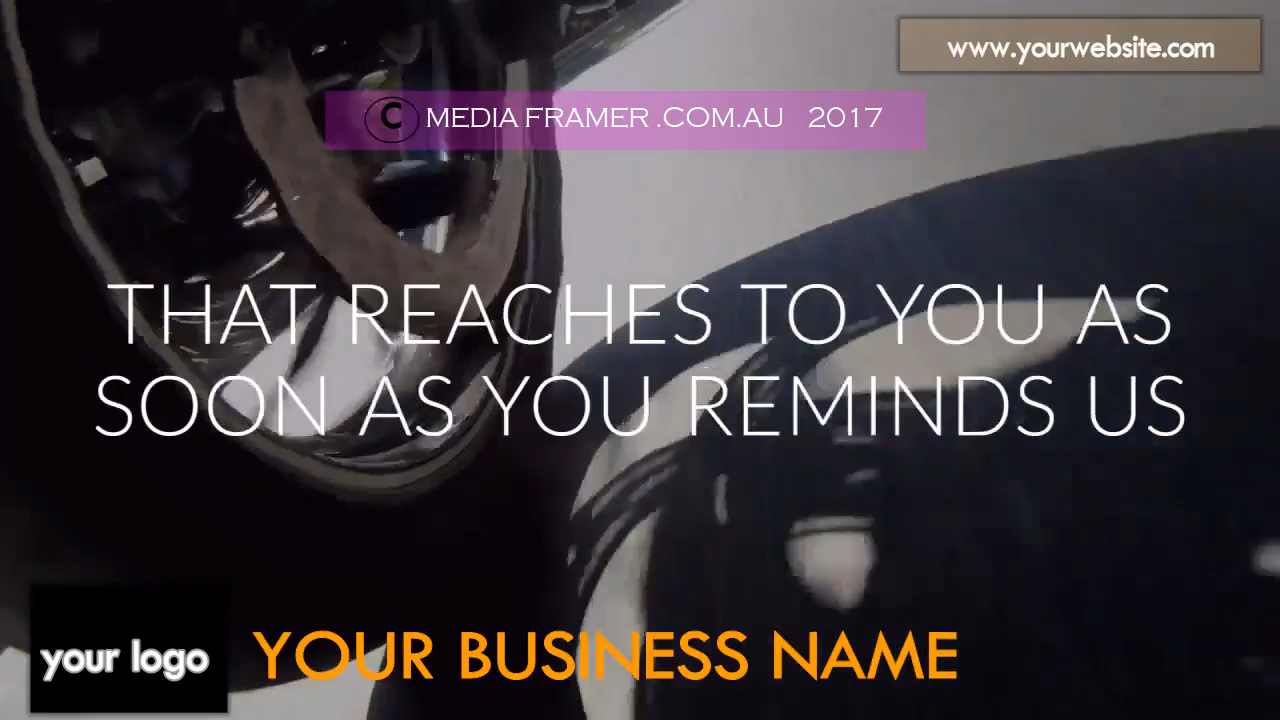 www.yourwebsite.com
C MEDIA FRAMER .COM.AU 2017
THAT REACHES TO YOU AS
SOON AS YOU REMINDS US
your logo
YOUR BUSINESS NAME